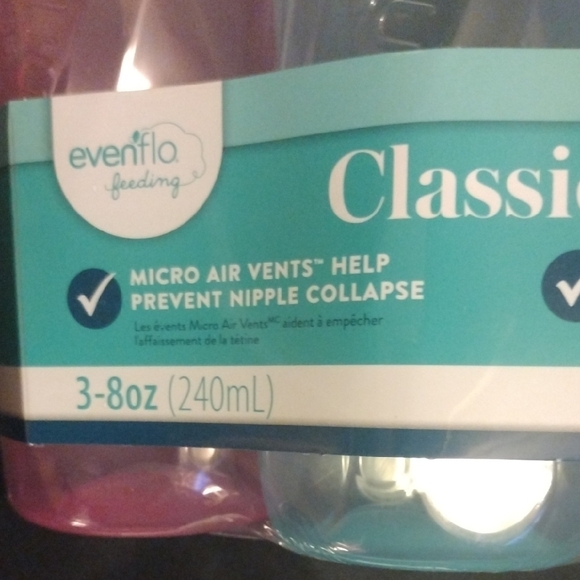 evenflo
feeding
Classic
MICRO AIR VENTS™ HELP
PREVENT NIPPLE COLLAPSE
Les évents Micro Air Vents^MC aident à empêcher
l'affaissement de la tétine
3-8oz (240mL)